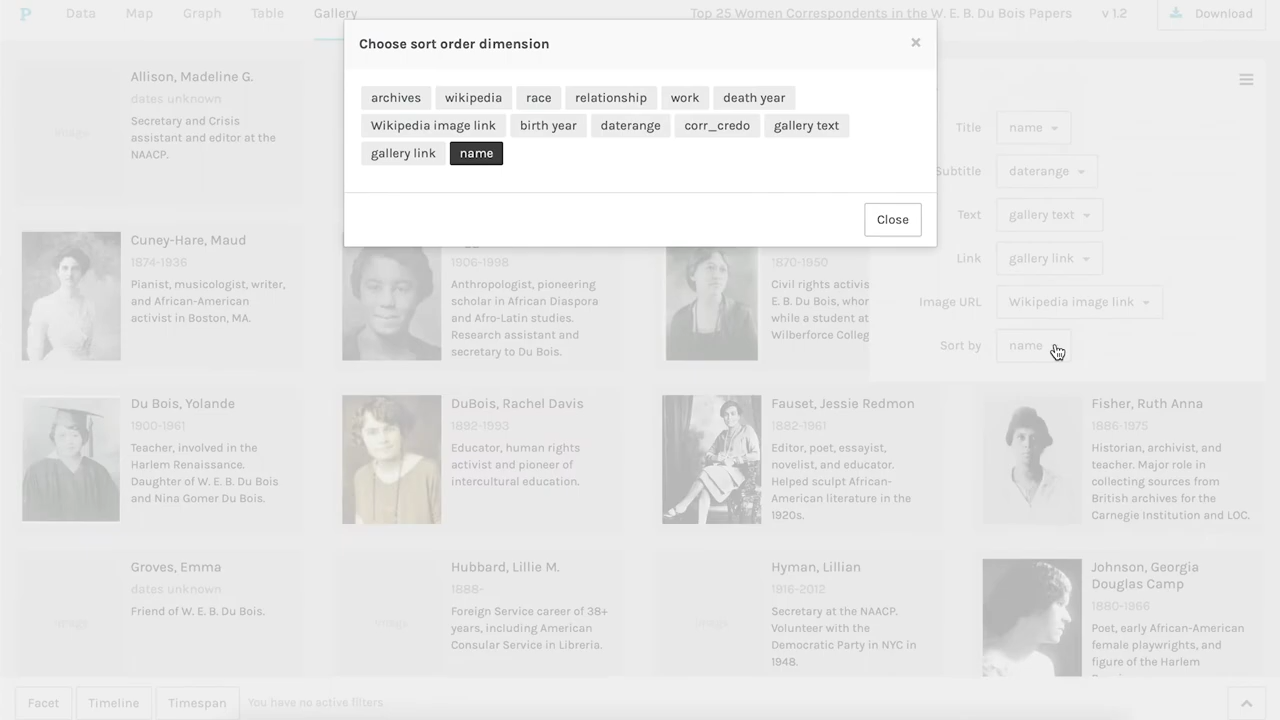 P Data Map Graph Table Gallery Top 25 Women Correspondents in the W. E. B. Du Bois Papers v 1.2 Download
Choose sort order dimension ×
archives wikipedia race relationship work death year
Wikipedia image link birth year daterange corr_credo gallery text
gallery link name
Close
Title name
Subtitle daterange
Text gallery text
Link gallery link
Image URL Wikipedia image link
Sort by name
image
Allison, Madeline G.
dates unknown
Secretary and Crisis
assistant and editor at the
NAACP.
Cuney-Hare, Maud
1874-1936
Pianist, musicologist, writer,
and African-American
activist in Boston, MA.
1906-1998
Anthropologist, pioneering
scholar in African Diaspora
and Afro-Latin studies.
Research assistant and
secretary to Du Bois.
1870-1950
Civil rights activis
E. B. Du Bois, whor
while a student at
Wilberforce Colleg
Du Bois, Yolande
1900-1961
Teacher, involved in the
Harlem Renaissance.
Daughter of W. E. B. Du Bois
and Nina Gomer Du Bois.
DuBois, Rachel Davis
1892-1993
Educator, human rights
activist and pioneer of
intercultural education.
Fauset, Jessie Redmon
1882-1961
Editor, poet, essayist,
novelist, and educator.
Helped sculpt African-
American literature in the
1920s.
Fisher, Ruth Anna
1886-1975
Historian, archivist, and
teacher. Major role in
collecting sources from
British archives for the
Carnegie Institution and LOC.
image
Groves, Emma
dates unknown
Friend of W. E. B. Du Bois.
image
Hubbard, Lillie M.
1888-
Foreign Service career of 38+
years, including American
Consular Service in Libreria.
image
Hyman, Lillian
1916-2012
Secretary at the NAACP.
Volunteer with the
Democratic Party in NYC in
1948.
Johnson, Georgia
Douglas Camp
1880-1966
Poet, early African-American
female playwrights, and
figure of the Harlem
Facet Timeline Timespan You have no active filters